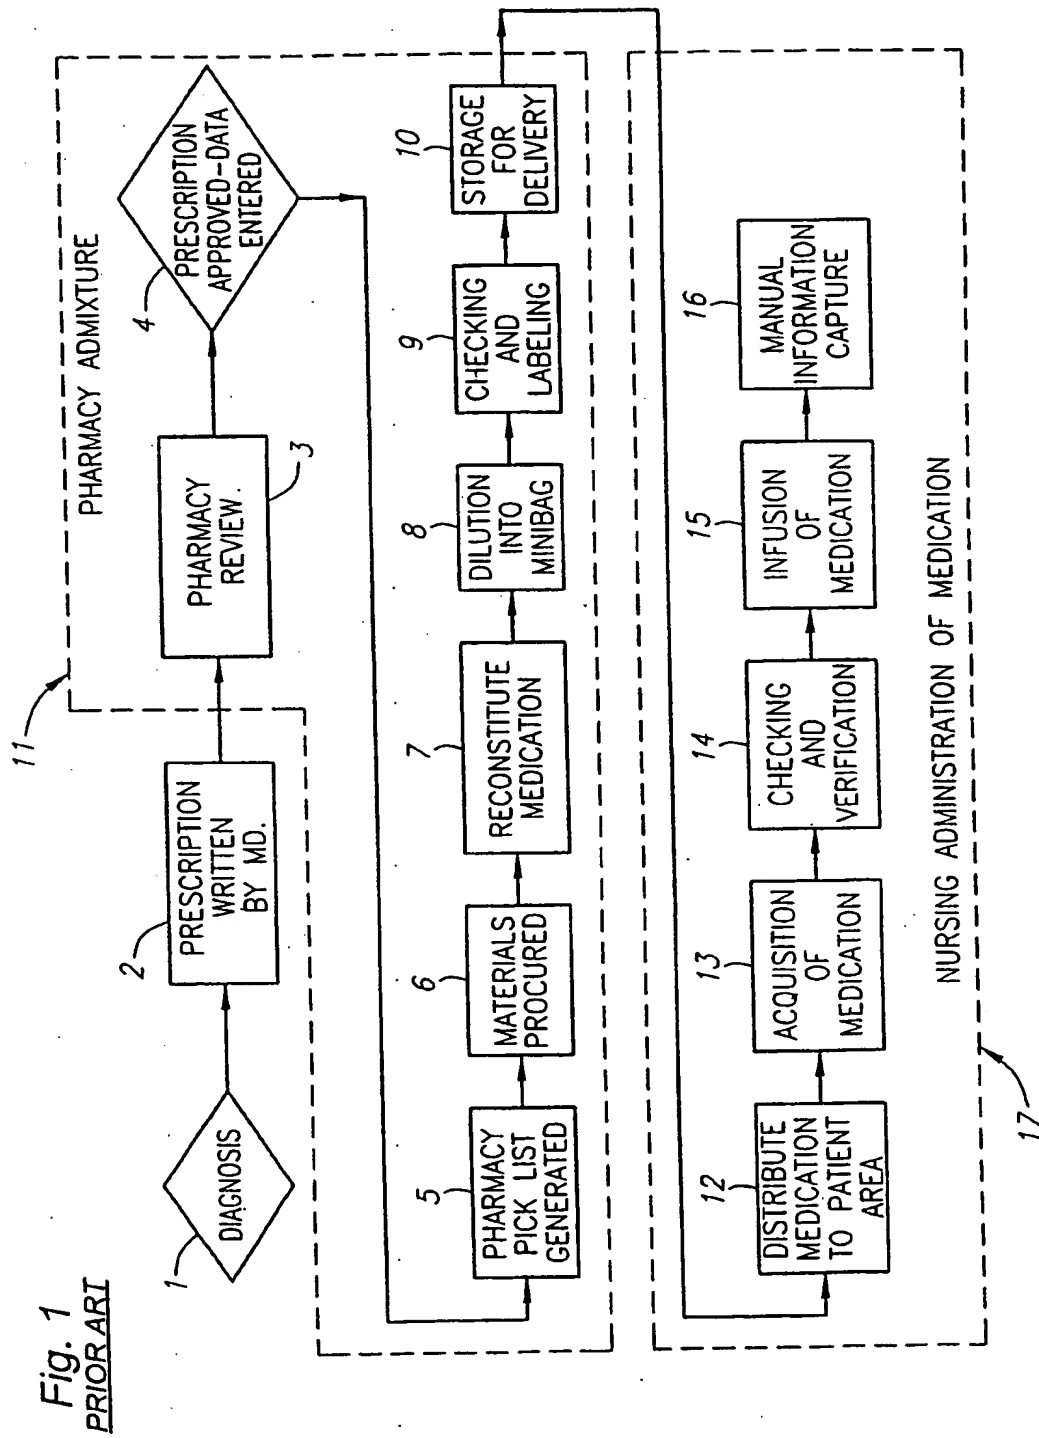 Fig. 1
PRIOR ART
11
PHARMACY ADMIXTURE
1
DIAGNOSIS
2
PRESCRIPTION
WRITTEN
BY MD.
PHARMACY
REVIEW.
3
4
PRESCRIPTION
APPROVED-DATA
ENTERED
5
PHARMACY
PICK LIST
GENERATED
6
MATERIALS
PROCURED
7
RECONSTITUTE
MEDICATION
8
DILUTION
INTO
MINIBAG
9
CHECKING
AND
LABELING
10
STORAGE
FOR
DELIVERY
12
DISTRIBUTE
MEDICATION
TO PATIENT
AREA
13
ACQUISITION
OF
MEDICATION
14
CHECKING
AND
VERIFICATION
15
INFUSION
OF
MEDICATION
16
MANUAL
INFORMATION
CAPTURE
NURSING ADMINISTRATION OF MEDICATION
17